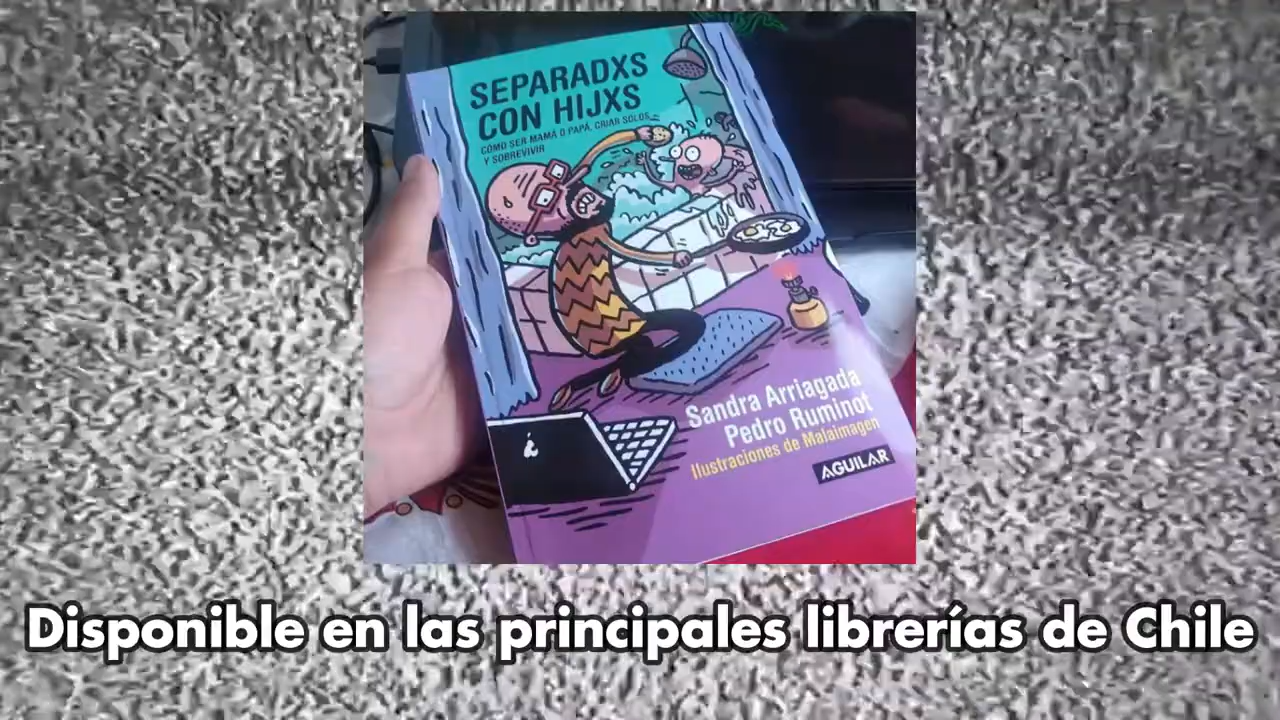 SEPARADXS
CON HIJXS
CÓMO SER MAMÁ O PAPÁ, CRIAR SOLOS
Y SOBREVIVIR
Sandra Arriagada
Pedro Ruminot
Ilustraciones de Malaimagen
AGUILAR
Disponible en las principales librerías de Chile